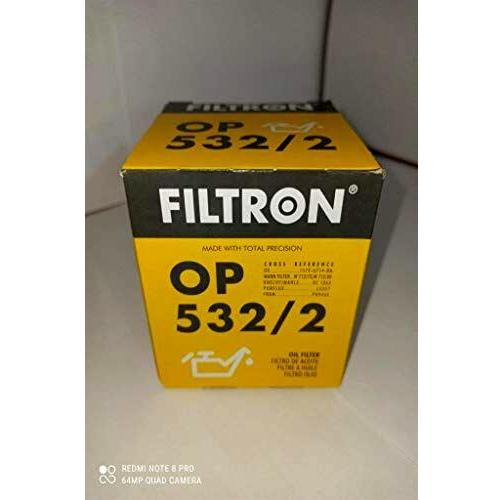 FILTRON
OP
532/2
FILTRON®
MADE WITH TOTAL PRECISION
OP
532/2
CROSS REFERENCE
OIL FILTER
FILTRO DE ACEITE
FILTRE À HUILE
FILTRO OLIO
REDMI NOTE 8 PRO
64MP QUAD CAMERA